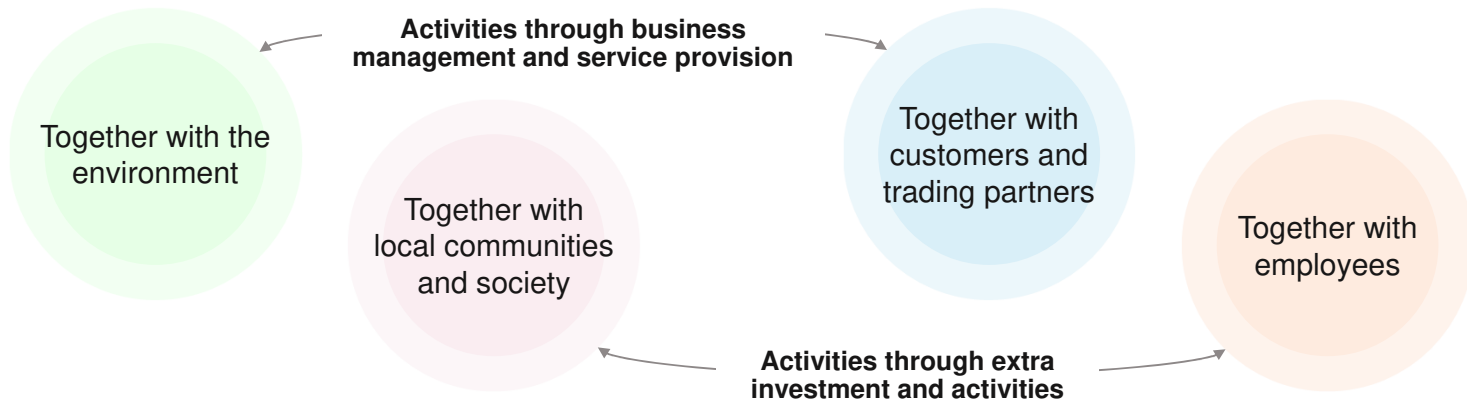 Activities through business
management and service provision
Together with the
environment
Together with
local communities
and society
Together with
customers and
trading partners
Together with
employees
Activities through extra
investment and activities